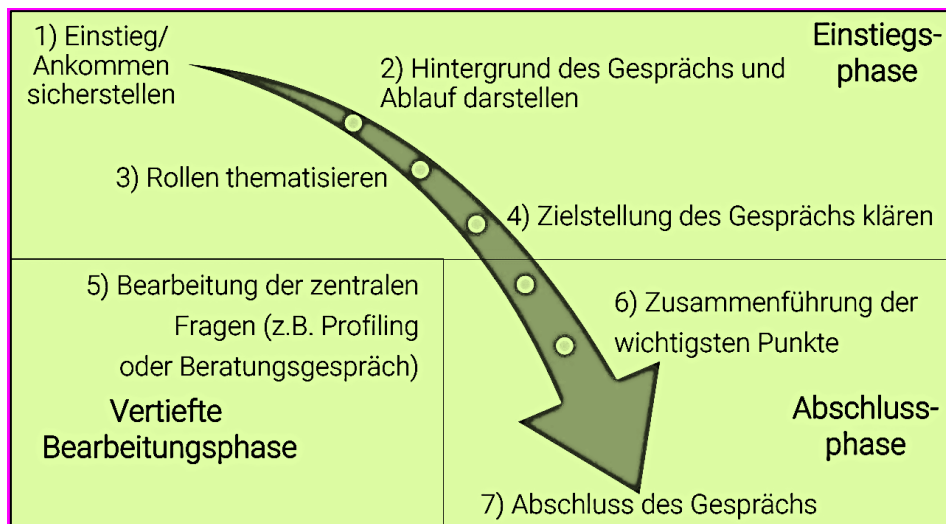 1) Einstieg/
Ankommen
sicherstellen
2) Hintergrund des Gesprächs und
Ablauf darstellen
Einstiegs-
phase
3) Rollen thematisieren
4) Zielstellung des Gesprächs klären
5) Bearbeitung der zentralen
Fragen (z.B. Profiling
oder Beratungsgespräch)
Vertiefte
Bearbeitungsphase
6) Zusammenführung der
wichtigsten Punkte
Abschluss-
phase
7) Abschluss des Gesprächs